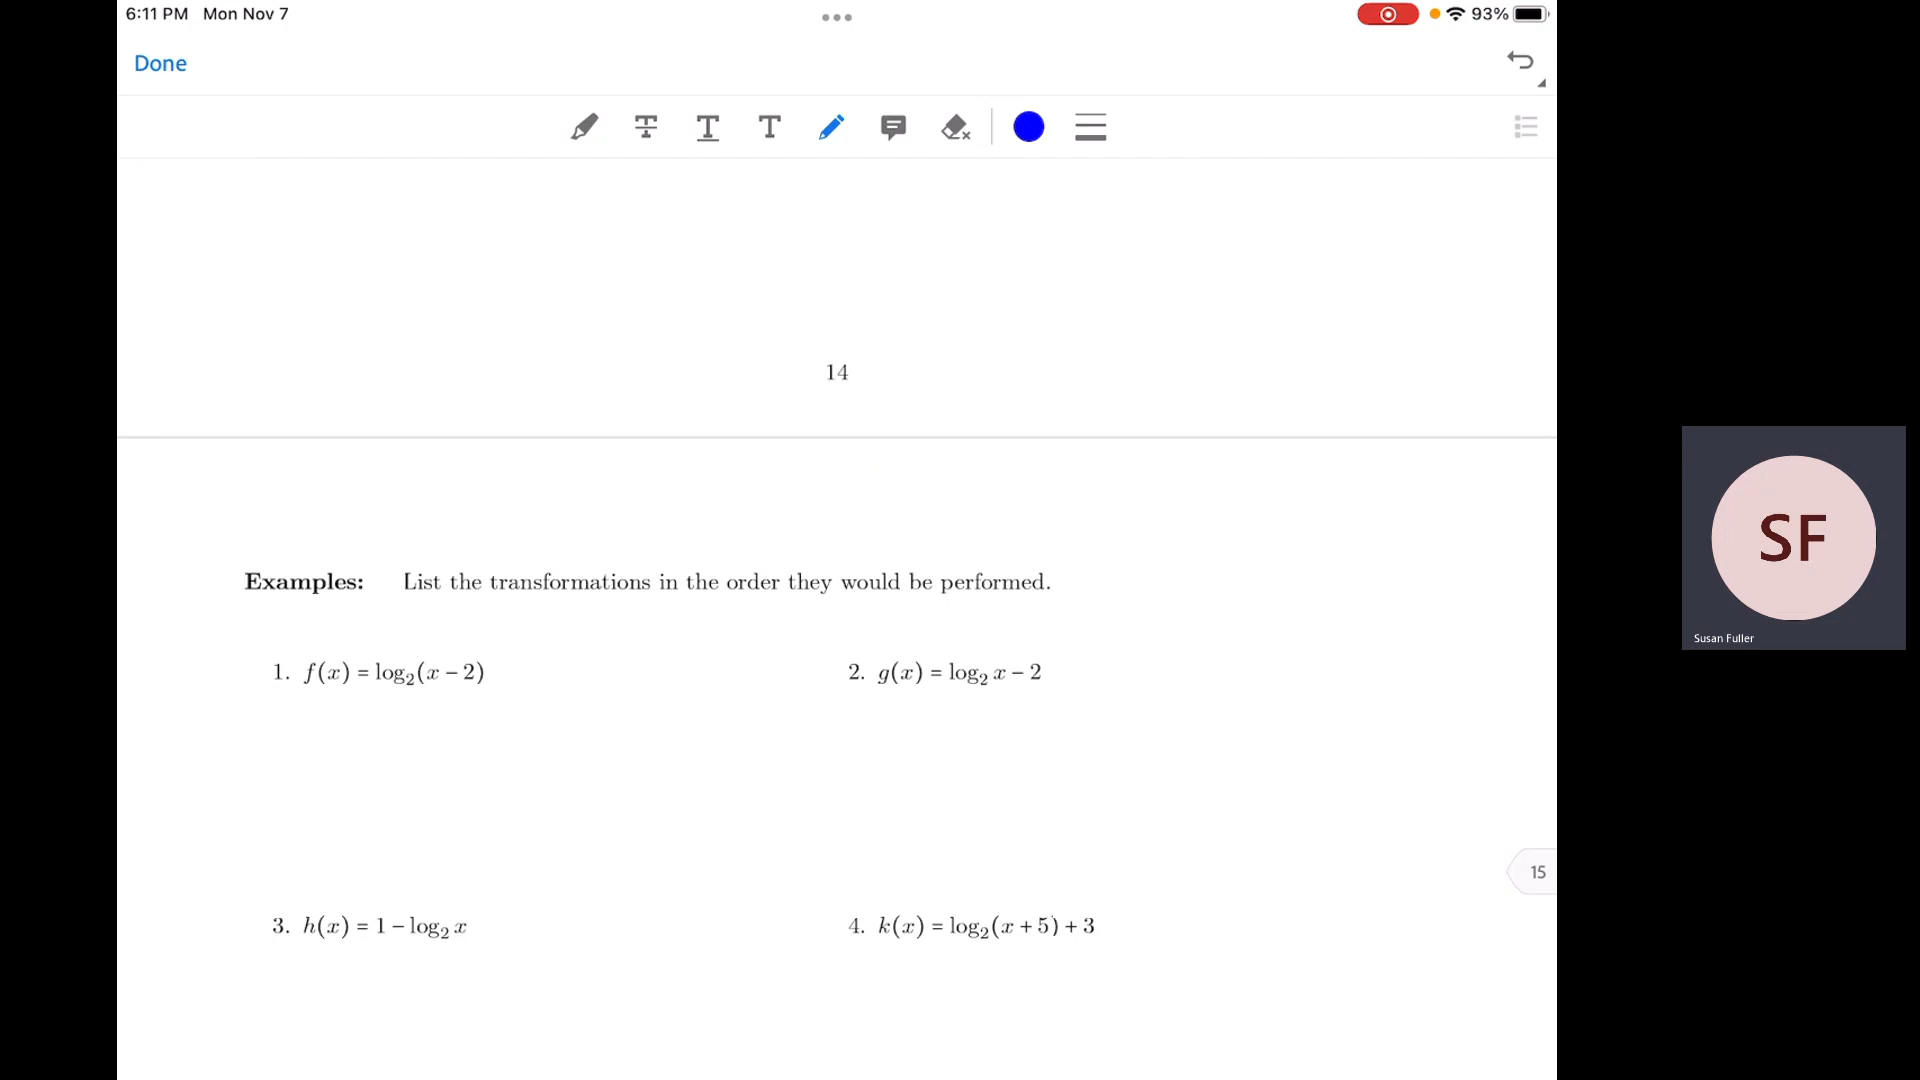 6:11 PM Mon Nov 7
93%
Done
T T T
14
Examples: List the transformations in the order they would be performed.
1. f(x) = log₂(x − 2)
2. g(x) = log₂ x − 2
SF
Susan Fuller
15
3. h(x) = 1 − log₂ x
4. k(x) = log₂(x + 5) + 3